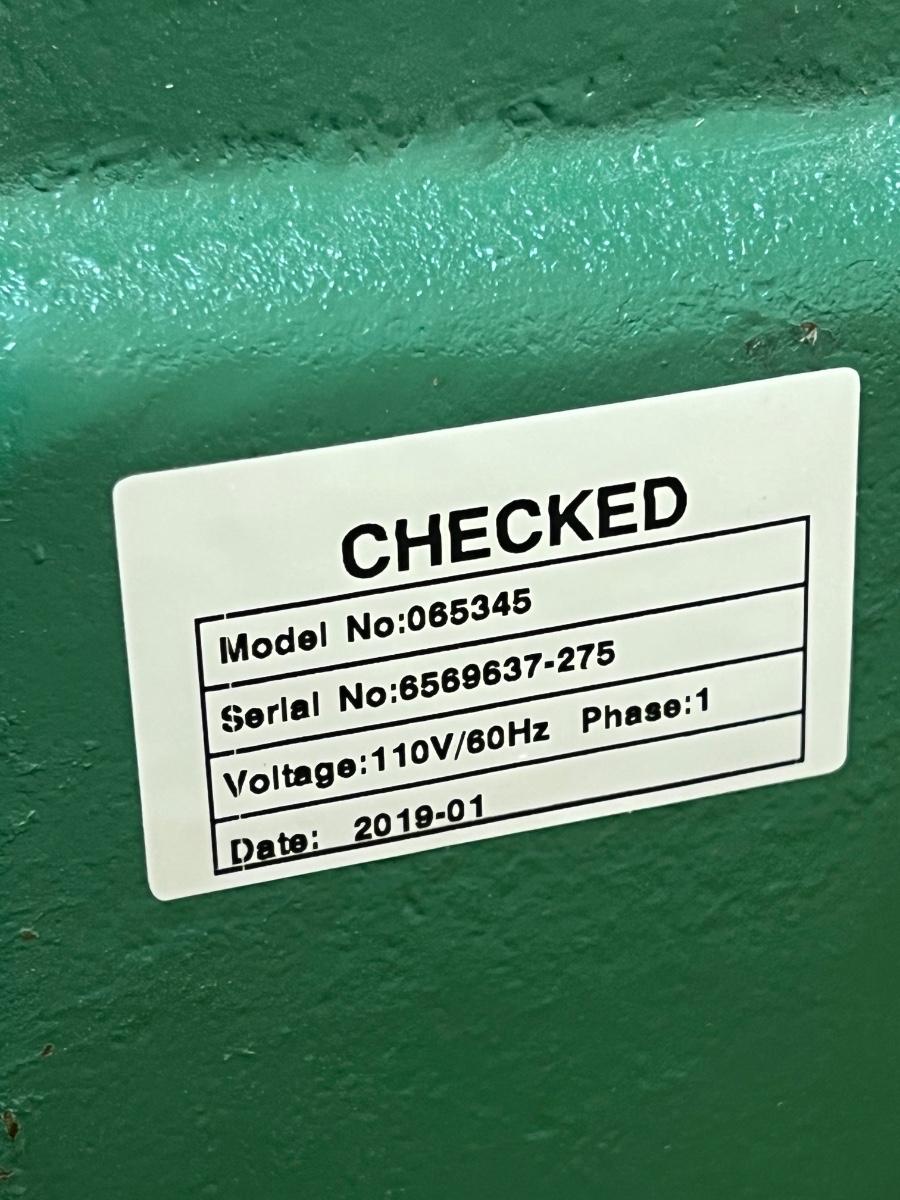 CHECKED
Model No:065345
Serial No:6569637-275
Voltage:110V/60Hz Phase:1
Date: 2019-01